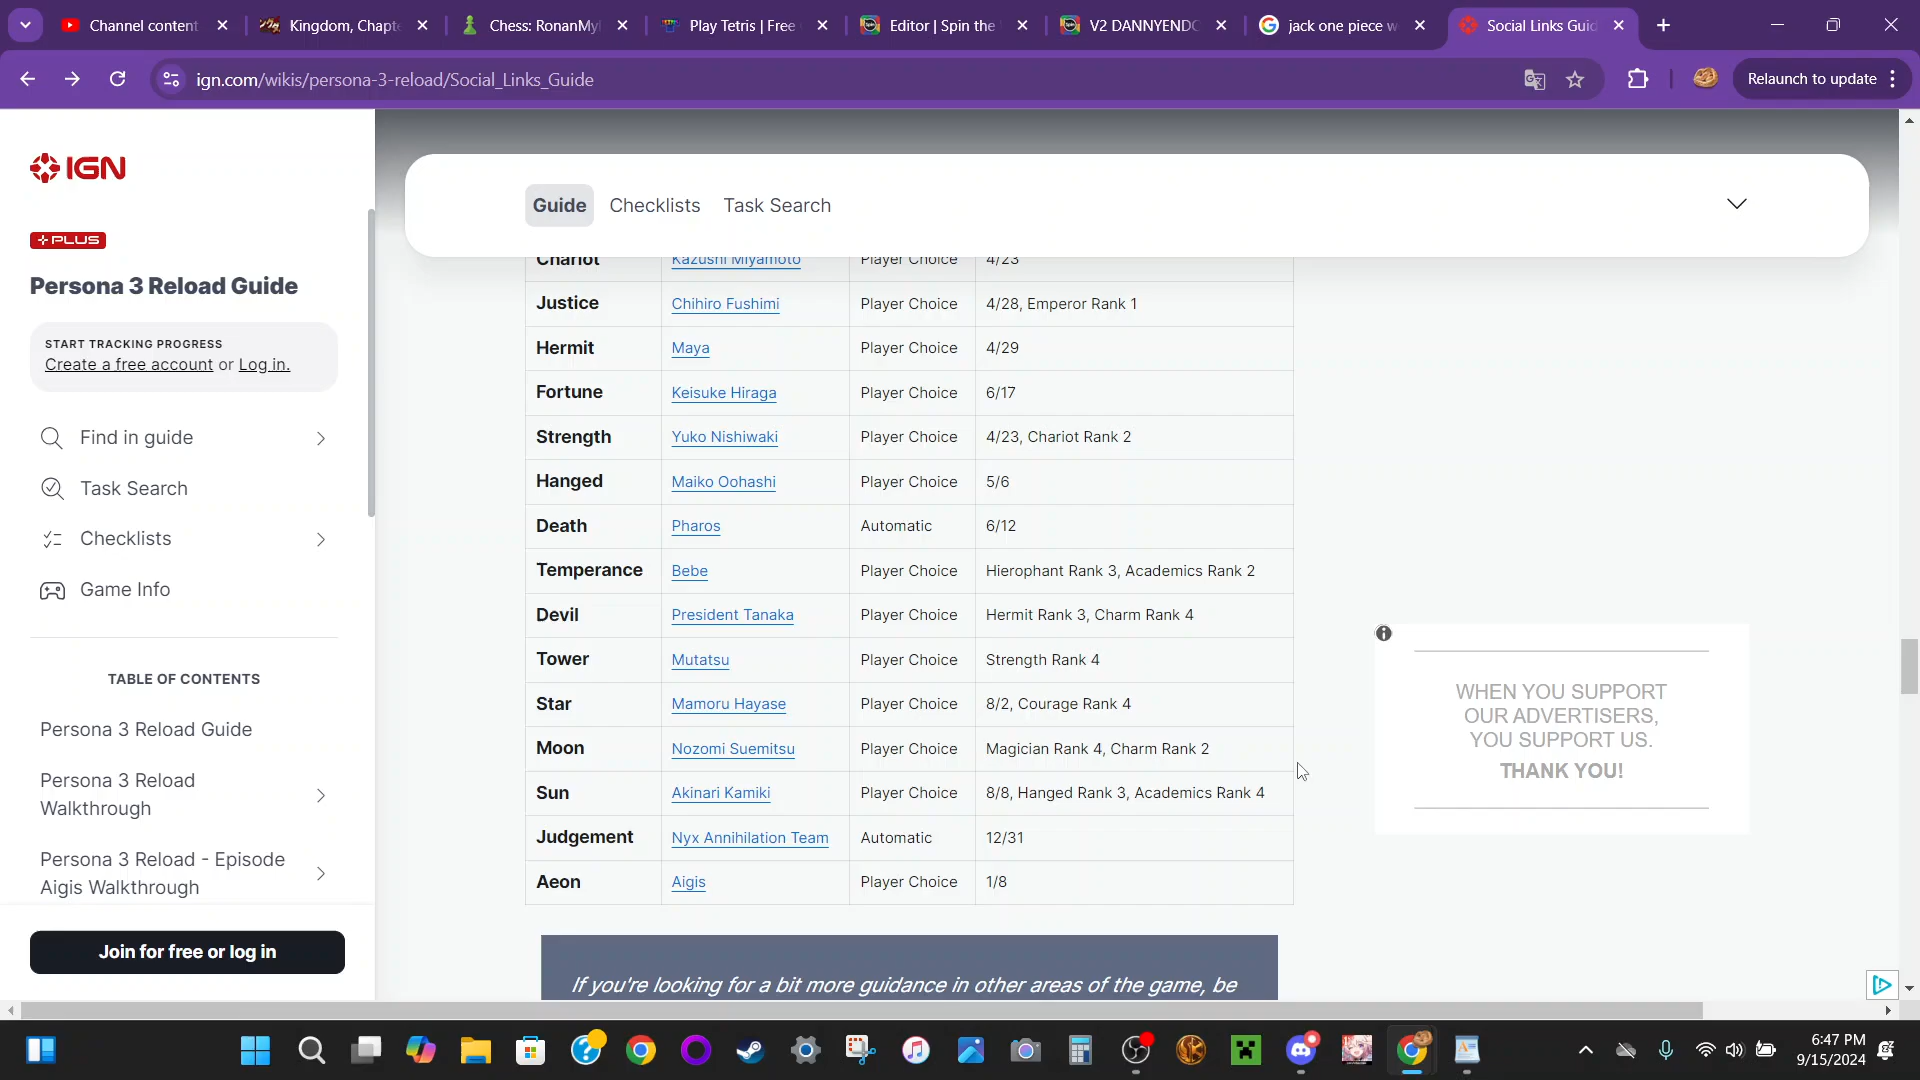 Channel content
Kingdom, Chapte
Chess: RonanMy
Play Tetris | Free
Editor | Spin the
V2 DANNYENDC
jack one piece w
Social Links Guid
ign.com/wikis/persona-3-reload/Social_Links_Guide
Relaunch to update
IGN
PLUS
Persona 3 Reload Guide
START TRACKING PROGRESS
Create a free account or Log in.
Find in guide
Task Search
Checklists
Game Info
TABLE OF CONTENTS
Persona 3 Reload Guide
Persona 3 Reload
Walkthrough
Persona 3 Reload - Episode
Aigis Walkthrough
Join for free or log in
Guide Checklists Task Search
Chariot Kazushi Miyamoto Player Choice 4/23
Justice Chihiro Fushimi Player Choice 4/28, Emperor Rank 1
Hermit Maya Player Choice 4/29
Fortune Keisuke Hiraga Player Choice 6/17
Strength Yuko Nishiwaki Player Choice 4/23, Chariot Rank 2
Hanged Maiko Oohashi Player Choice 5/6
Death Pharos Automatic 6/12
Temperance Bebe Player Choice Hierophant Rank 3, Academics Rank 2
Devil President Tanaka Player Choice Hermit Rank 3, Charm Rank 4
Tower Mutatsu Player Choice Strength Rank 4
Star Mamoru Hayase Player Choice 8/2, Courage Rank 4
Moon Nozomi Suemitsu Player Choice Magician Rank 4, Charm Rank 2
Sun Akinari Kamiki Player Choice 8/8, Hanged Rank 3, Academics Rank 4
Judgement Nyx Annihilation Team Automatic 12/31
Aeon Aigis Player Choice 1/8
If you're looking for a bit more guidance in other areas of the game, be
WHEN YOU SUPPORT
OUR ADVERTISERS,
YOU SUPPORT US.
THANK YOU!
6:47 PM
9/15/2024